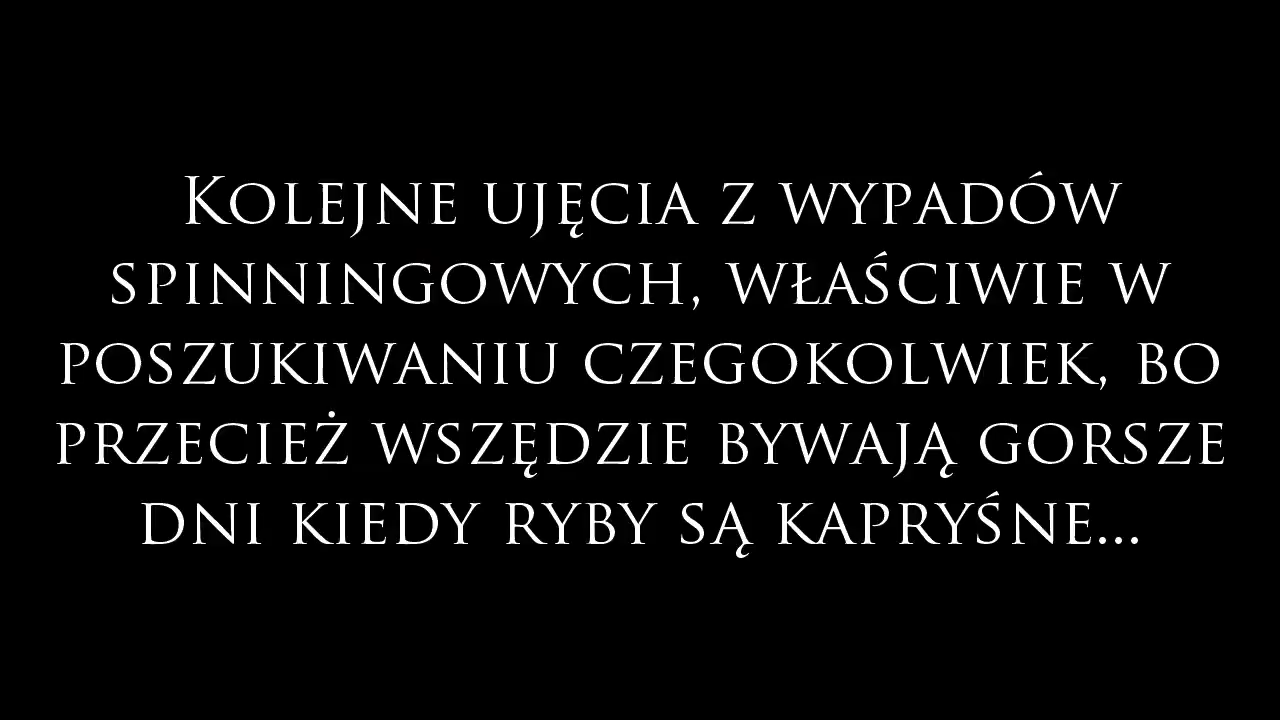 Kolejne ujęcia z wypadów
spinningowych, właściwie w
poszukiwaniu czegokolwiek, bo
przecież wszędzie bywają gorsze
dni kiedy ryby są kapryśne...